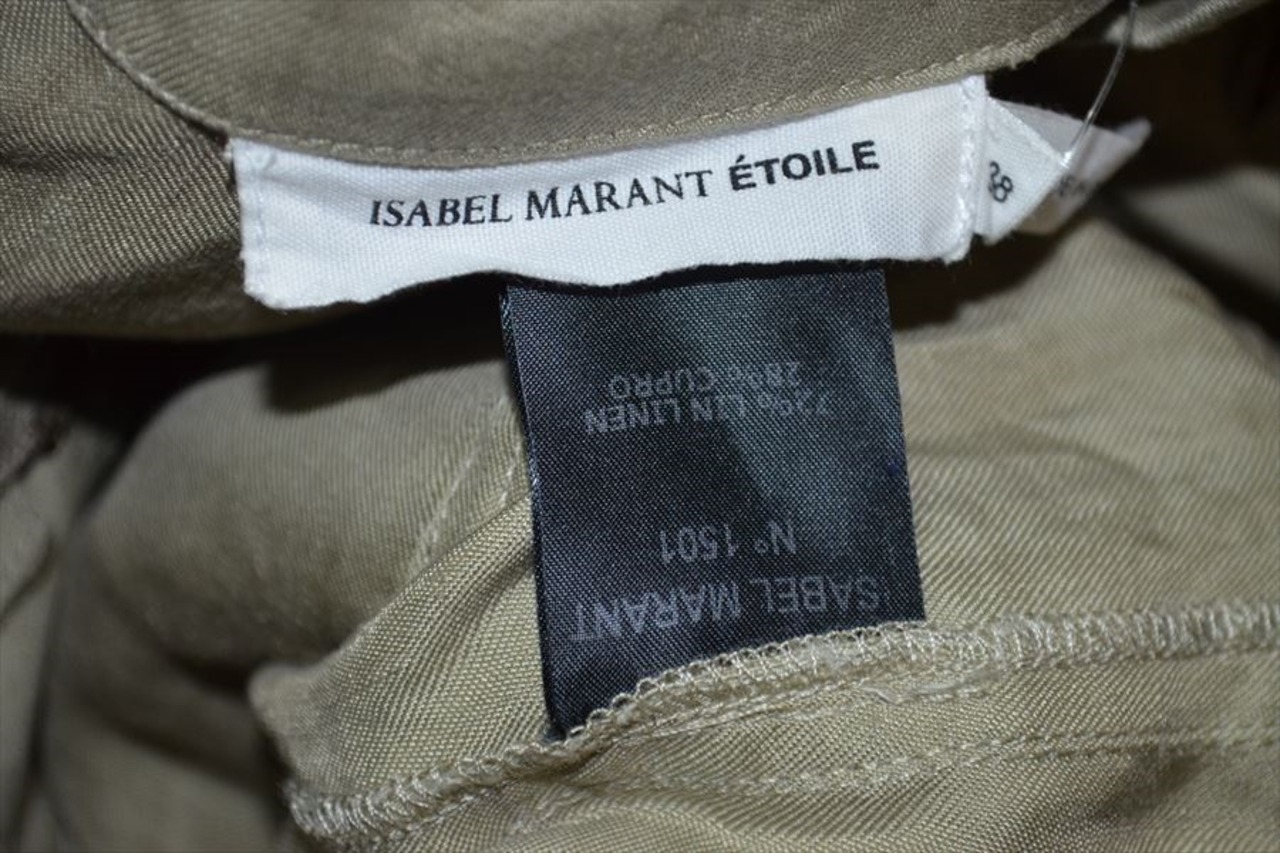 ISABEL MARANT ÉTOILE
38
ISABEL MARANT
N° 1501
72% LIN LINEN
28% CUPRO